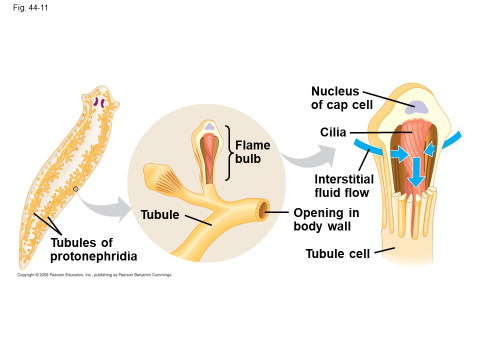 Fig. 44-11
Nucleus
of cap cell
Cilia
Flame
bulb
Interstitial
fluid flow
Tubule
Opening in
body wall
Tubules of
protonephridia
Tubule cell
Copyright © 2008 Pearson Education, Inc., publishing as Pearson Benjamin Cummings.